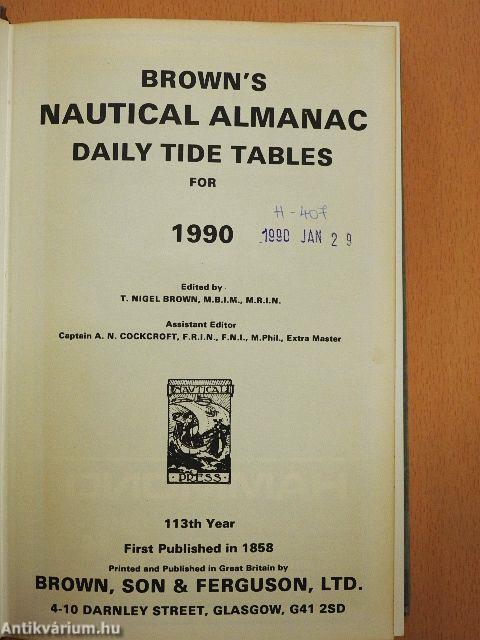 BROWN'S
NAUTICAL ALMANAC
DAILY TIDE TABLES
FOR
1990
H-407
1990 JAN 29
Edited by
T. NIGEL BROWN, M.B.I.M., M.R.I.N.
Assistant Editor
Captain A. N. COCKCROFT, F.R.I.N., F.N.I., M.Phil., Extra Master
NAUTICAL
PRESS
113th Year
First Published in 1858
Printed and Published in Great Britain by
BROWN, SON & FERGUSON, LTD.
4-10 DARNLEY STREET, GLASGOW, G41 2SD
Antikvárium.hu